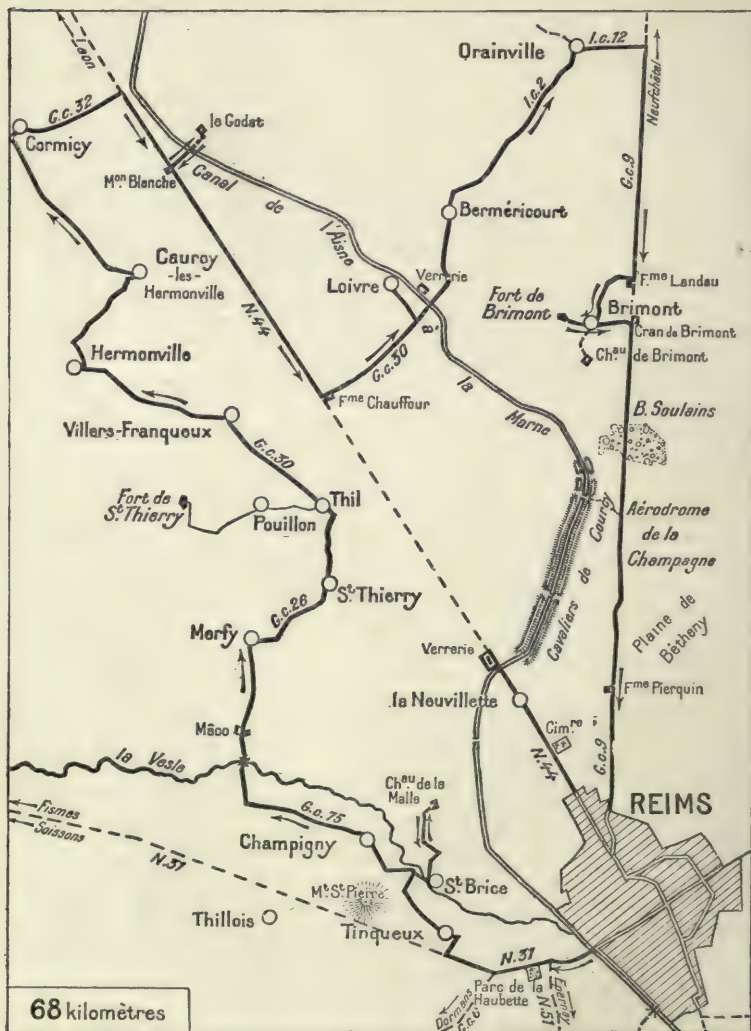 Laon
G.c.32
Cormicy
le Godat
Mon Blanche
Canal de l'Aisne à la Marne
Orainville
I.c.12
I.c.2
Neufchâtel
G.c.9
Berméricourt
Cauroy
-les-
Hermonville
Loivre
Verrerie
N.44
G.c.30
Fme Chauffour
Fort de
Brimont
Brimont
Fme Landau
Cran de Brimont
Chau de Brimont
Hermonville
Villers-Franqueux
G.c.30
B. Soulains
Fort de
St Thierry
Pouillon
Thil
Aérodrome
de la
Champagne
Cavaliers de Courcy
St Thierry
G.c.26
Merfy
Plaine de
Bétheny
Verrerie
la Neuvillette
Fme Pierquin
Cimre
N.44
G.c.9
Mâco
la Vesle
REIMS
Fismes
Soissons
N.31
G.c.75
Champigny
Chau de la
Malle
St Brice
Mt St Pierre
Thillois
Tinqueux
N.31
Parc de la
Haubette
Dormans
Epernay
N.51
68 kilomètres